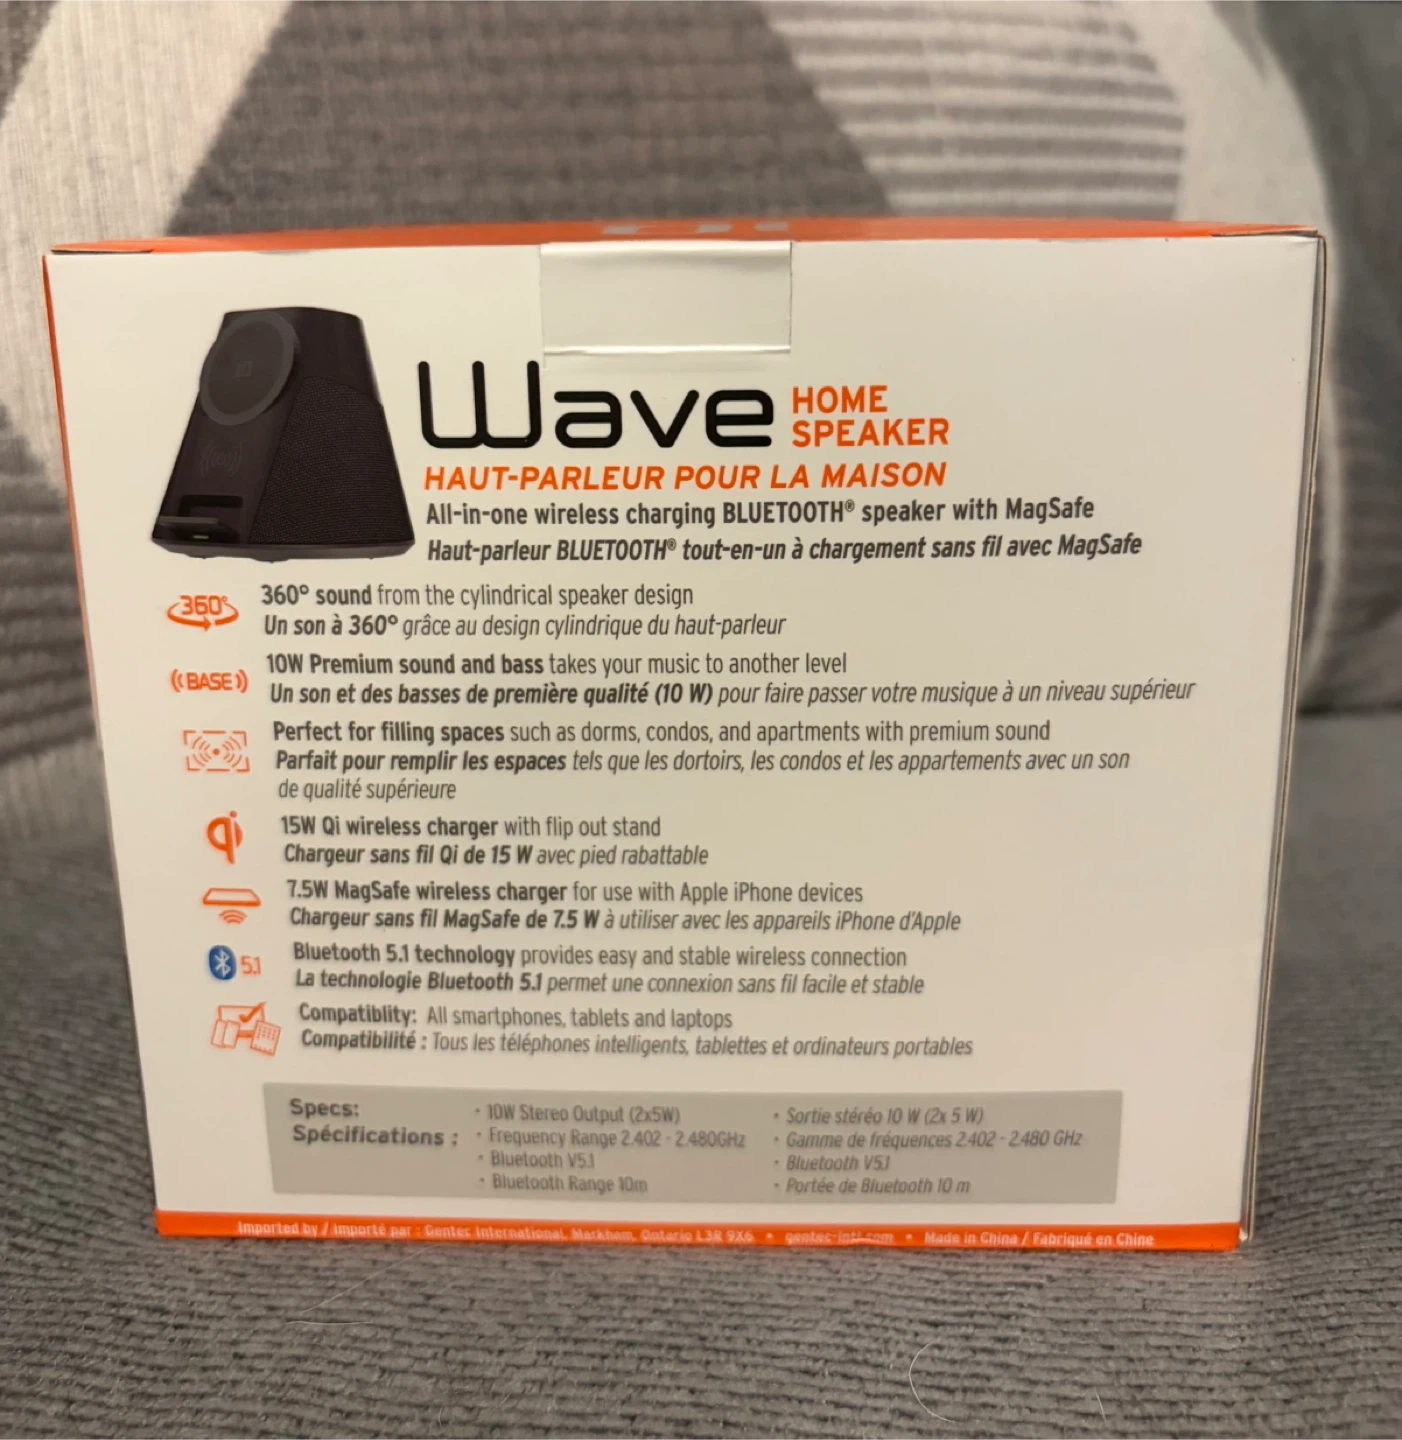 Wave HOME
SPEAKER
HAUT-PARLEUR POUR LA MAISON
All-in-one wireless charging BLUETOOTH® speaker with MagSafe
Haut-parleur BLUETOOTH® tout-en-un à chargement sans fil avec MagSafe
360°
360° sound from the cylindrical speaker design
Un son à 360° grâce au design cylindrique du haut-parleur
((BASE))
10W Premium sound and bass takes your music to another level
Un son et des basses de première qualité (10 W) pour faire passer votre musique à un niveau supérieur
Perfect for filling spaces such as dorms, condos, and apartments with premium sound
Parfait pour remplir les espaces tels que les dortoirs, les condos et les appartements avec un son
de qualité supérieure
qi
15W Qi wireless charger with flip out stand
Chargeur sans fil Qi de 15 W avec pied rabattable
7.5W MagSafe wireless charger for use with Apple iPhone devices
Chargeur sans fil MagSafe de 7.5 W à utiliser avec les appareils iPhone d'Apple
5.1
Bluetooth 5.1 technology provides easy and stable wireless connection
La technologie Bluetooth 5.1 permet une connexion sans fil facile et stable
Compatiblity: All smartphones, tablets and laptops
Compatibilité : Tous les téléphones intelligents, tablettes et ordinateurs portables
Specs:
Spécifications :
• 10W Stereo Output (2x5W)
• Frequency Range 2.402 - 2.480GHz
• Bluetooth V5.1
• Bluetooth Range 10m
• Sortie stéréo 10 W (2x 5 W)
• Gamme de fréquences 2.402 - 2.480 GHz
• Bluetooth V5.1
• Portée de Bluetooth 10 m
Imported by / Importé par : Gentec International, Markham, Ontario L3R 9X6 • gentec-intl.com • Made in China / Fabriqué en Chine